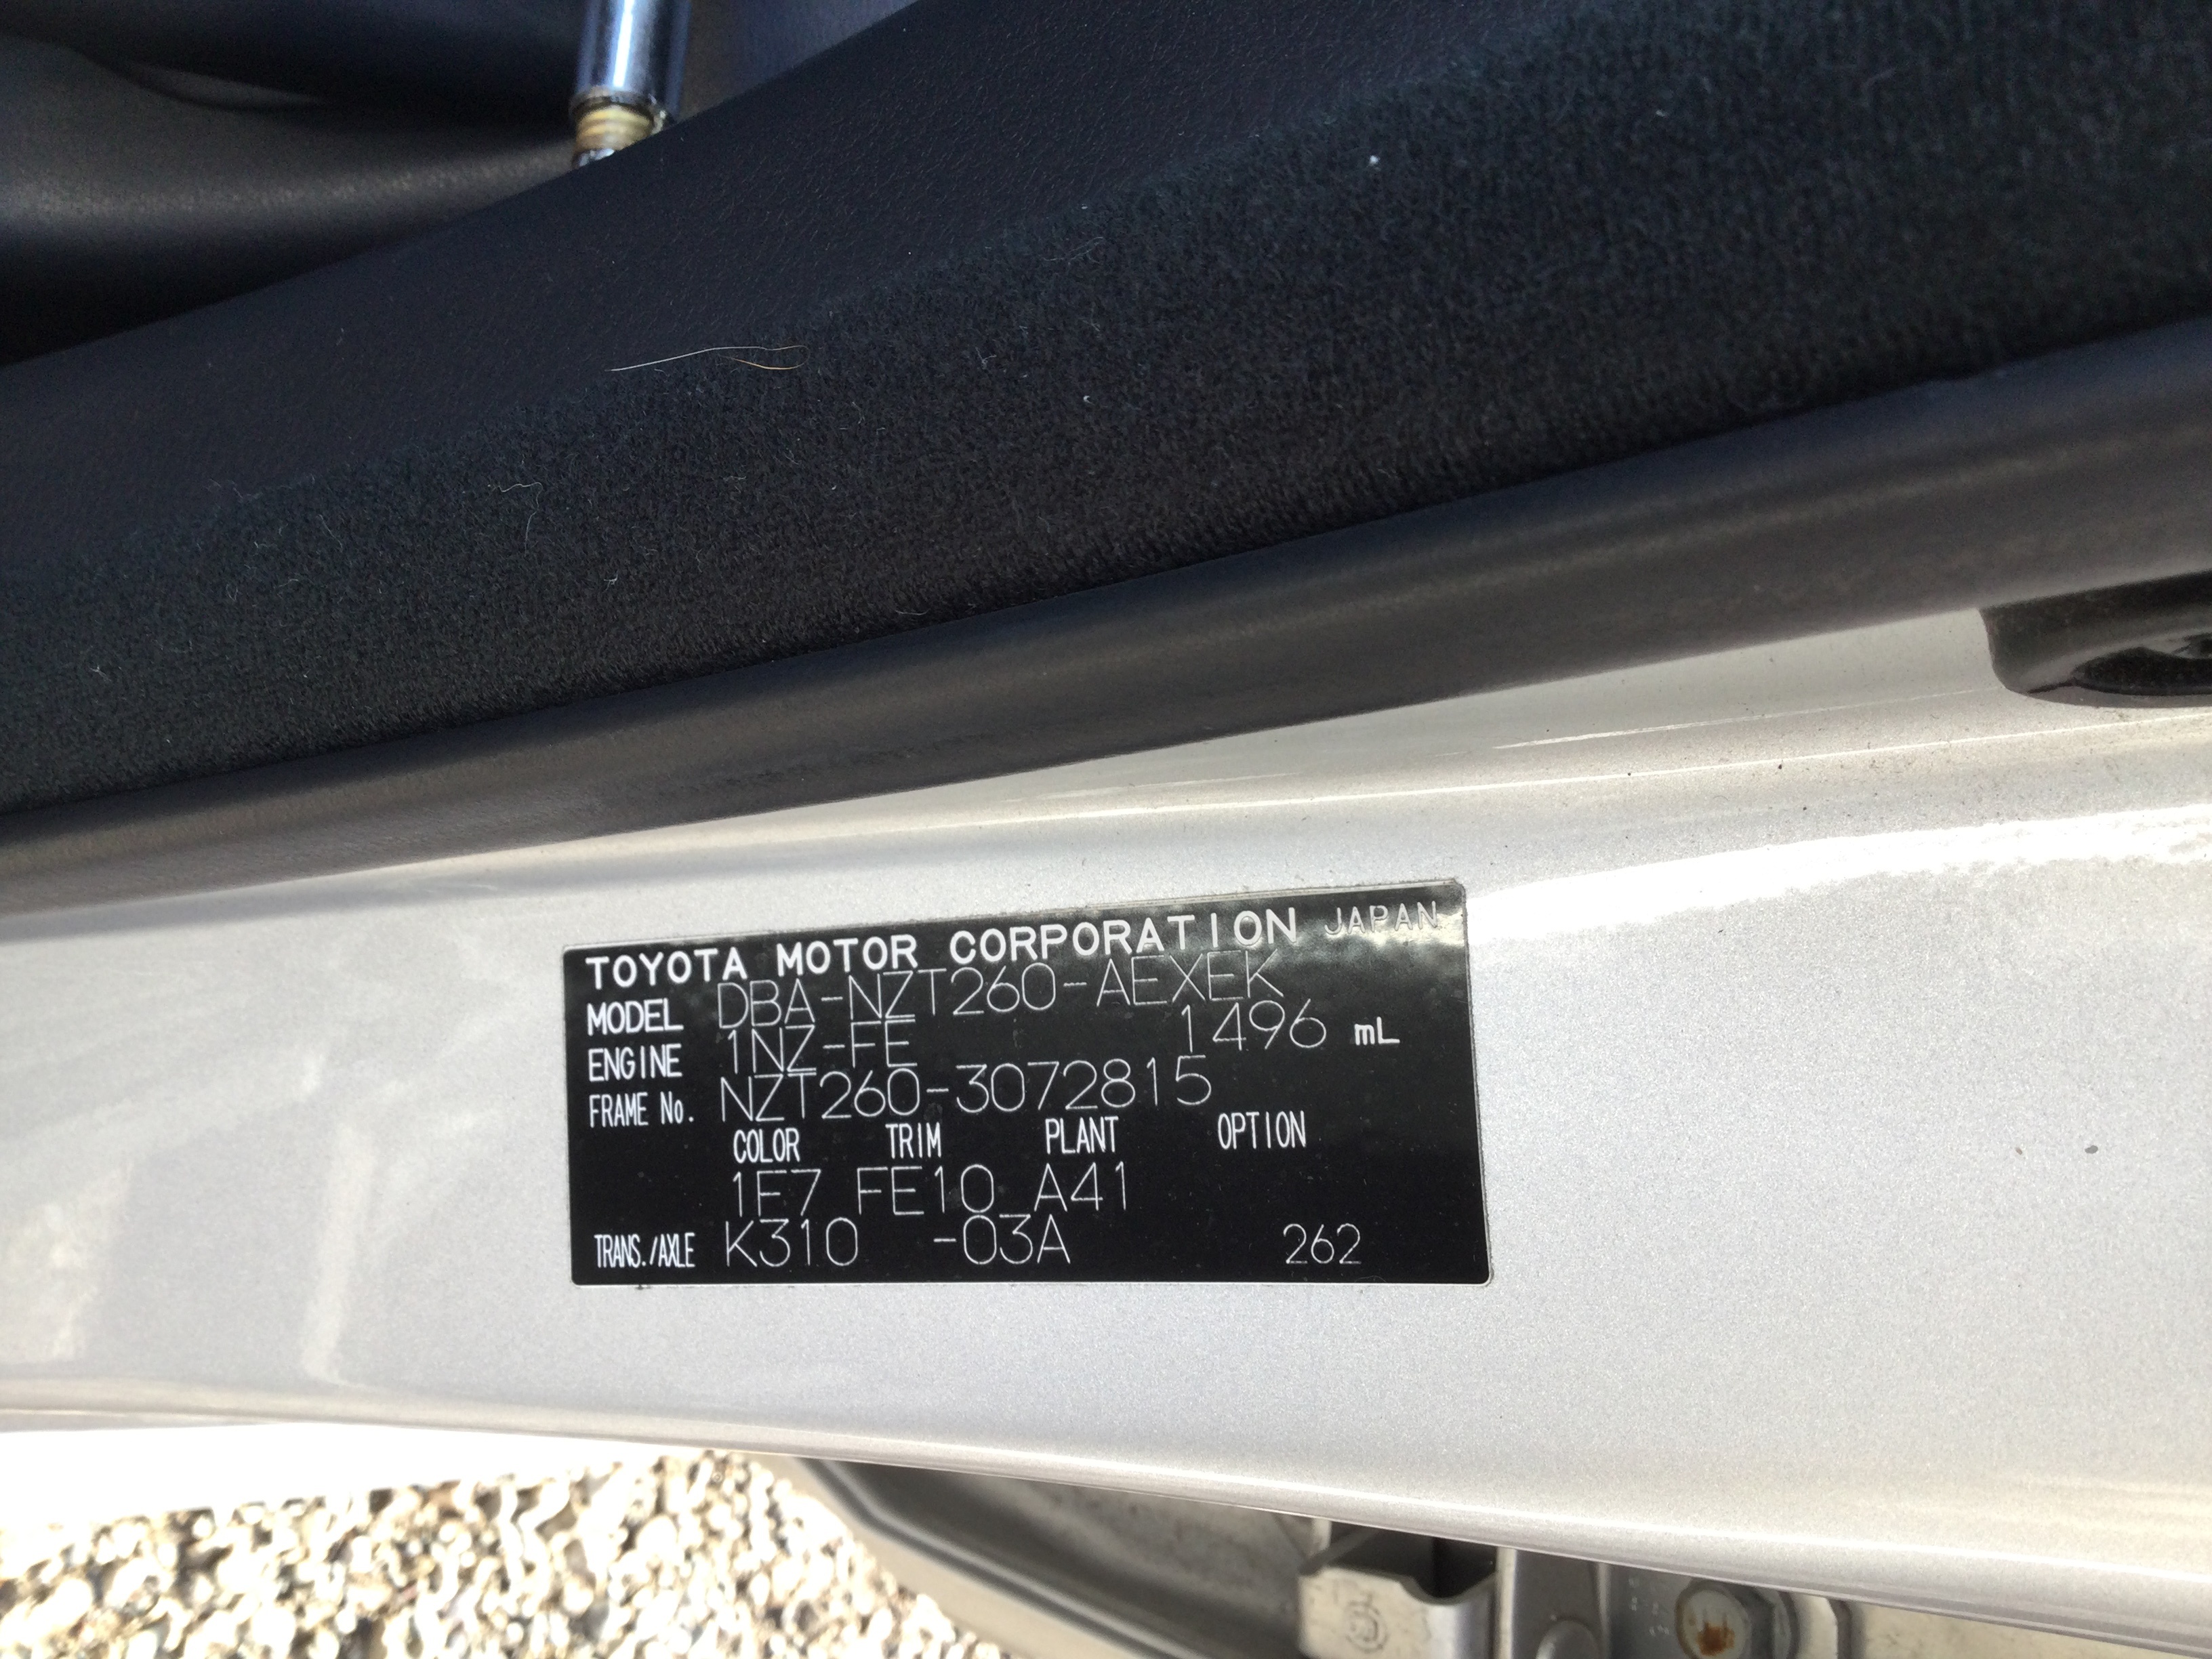 TOYOTA MOTOR CORPORATION JAPAN
MODEL DBA-NZT260-AEXEK
ENGINE 1NZ-FE 1496 mL
FRAME No. NZT260-3072815
COLOR TRIM PLANT OPTION
1F7 FE10 A41
TRANS./AXLE K310 -03A 262